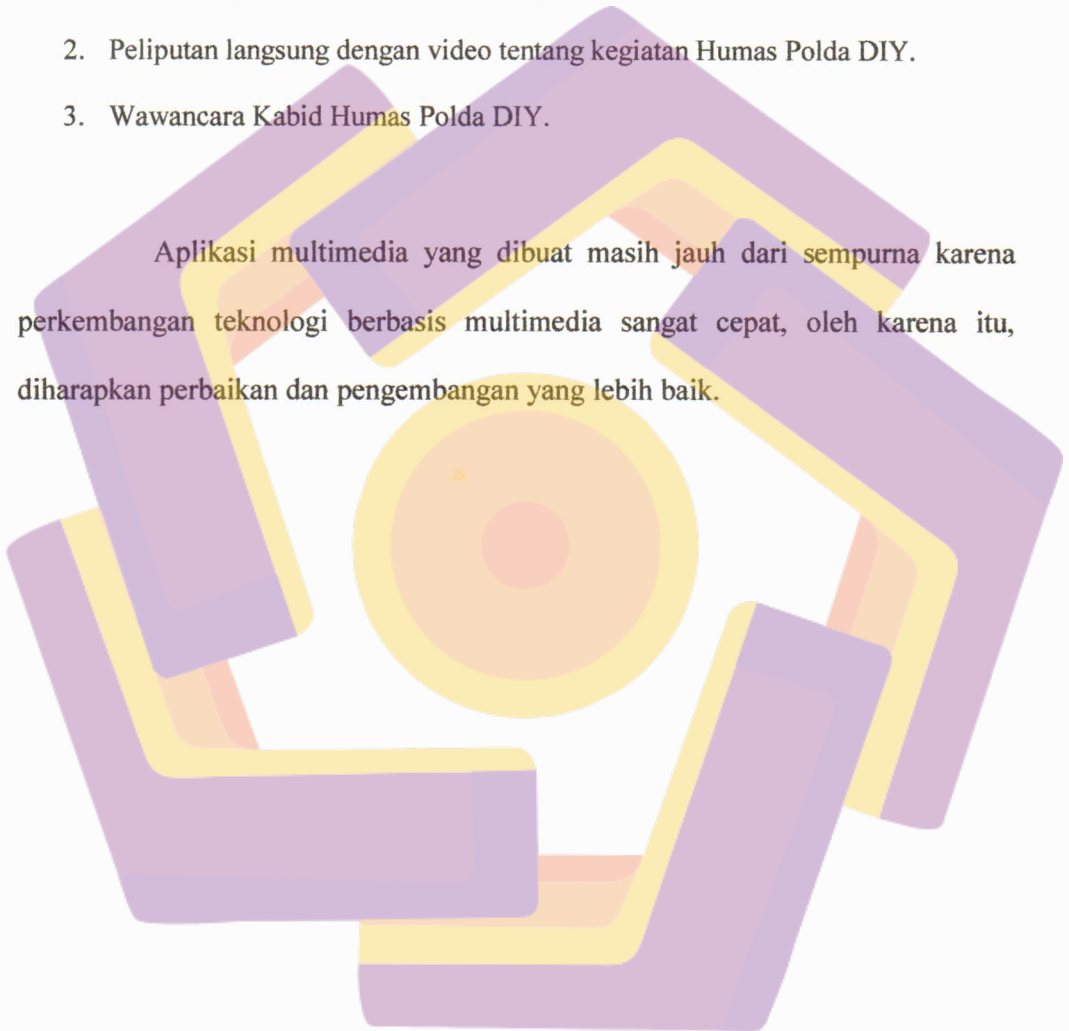 2. Peliputan langsung dengan video tentang kegiatan Humas Polda DIY.
3. Wawancara Kabid Humas Polda DIY.
Aplikasi multimedia yang dibuat masih jauh dari sempurna karena
perkembangan teknologi berbasis multimedia sangat cepat, oleh karena itu,
diharapkan perbaikan dan pengembangan yang lebih baik.